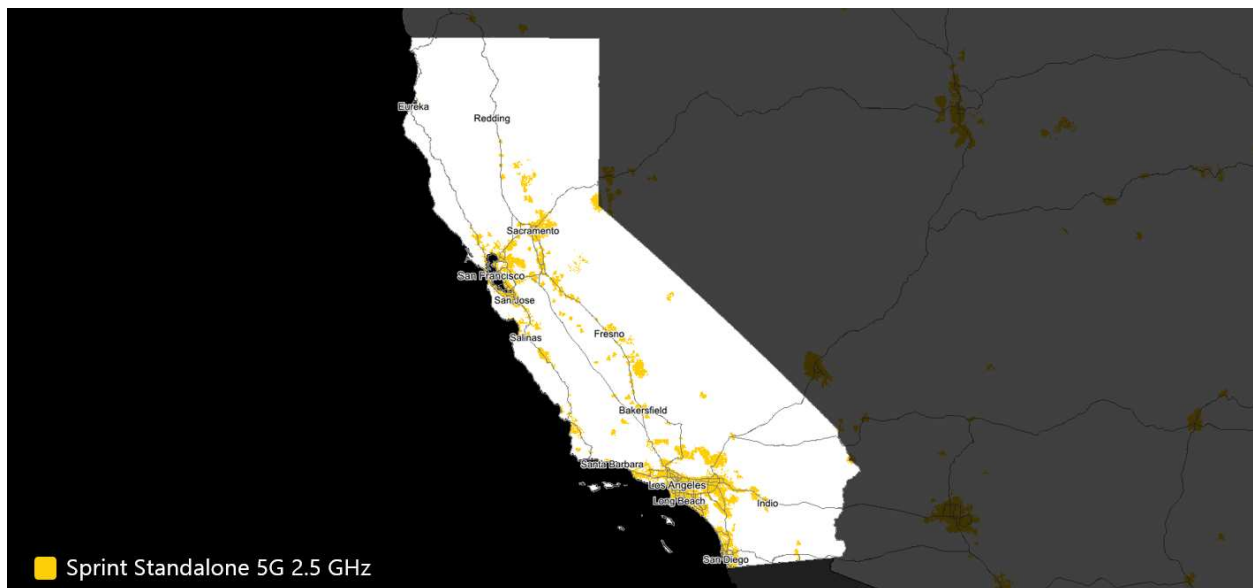 Eureka
Redding
Sacramento
San Francisco
San Jose
Salinas
Fresno
Bakersfield
Santa Barbara
Los Angeles
Long Beach
Indio
San Diego
Sprint Standalone 5G 2.5 GHz